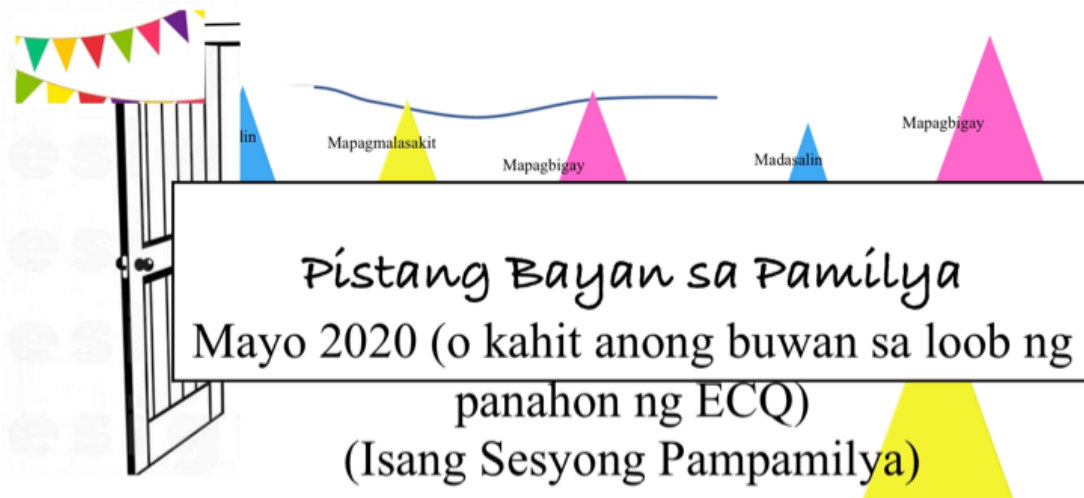 lin
Mapagmalasakit
Mapagbigay
Madasalin
Mapagbigay
Pistang Bayan sa Pamilya
Mayo 2020 (o kahit anong buwan sa loob ng
panahon ng ECQ)
(Isang Sesyong Pampamilya)